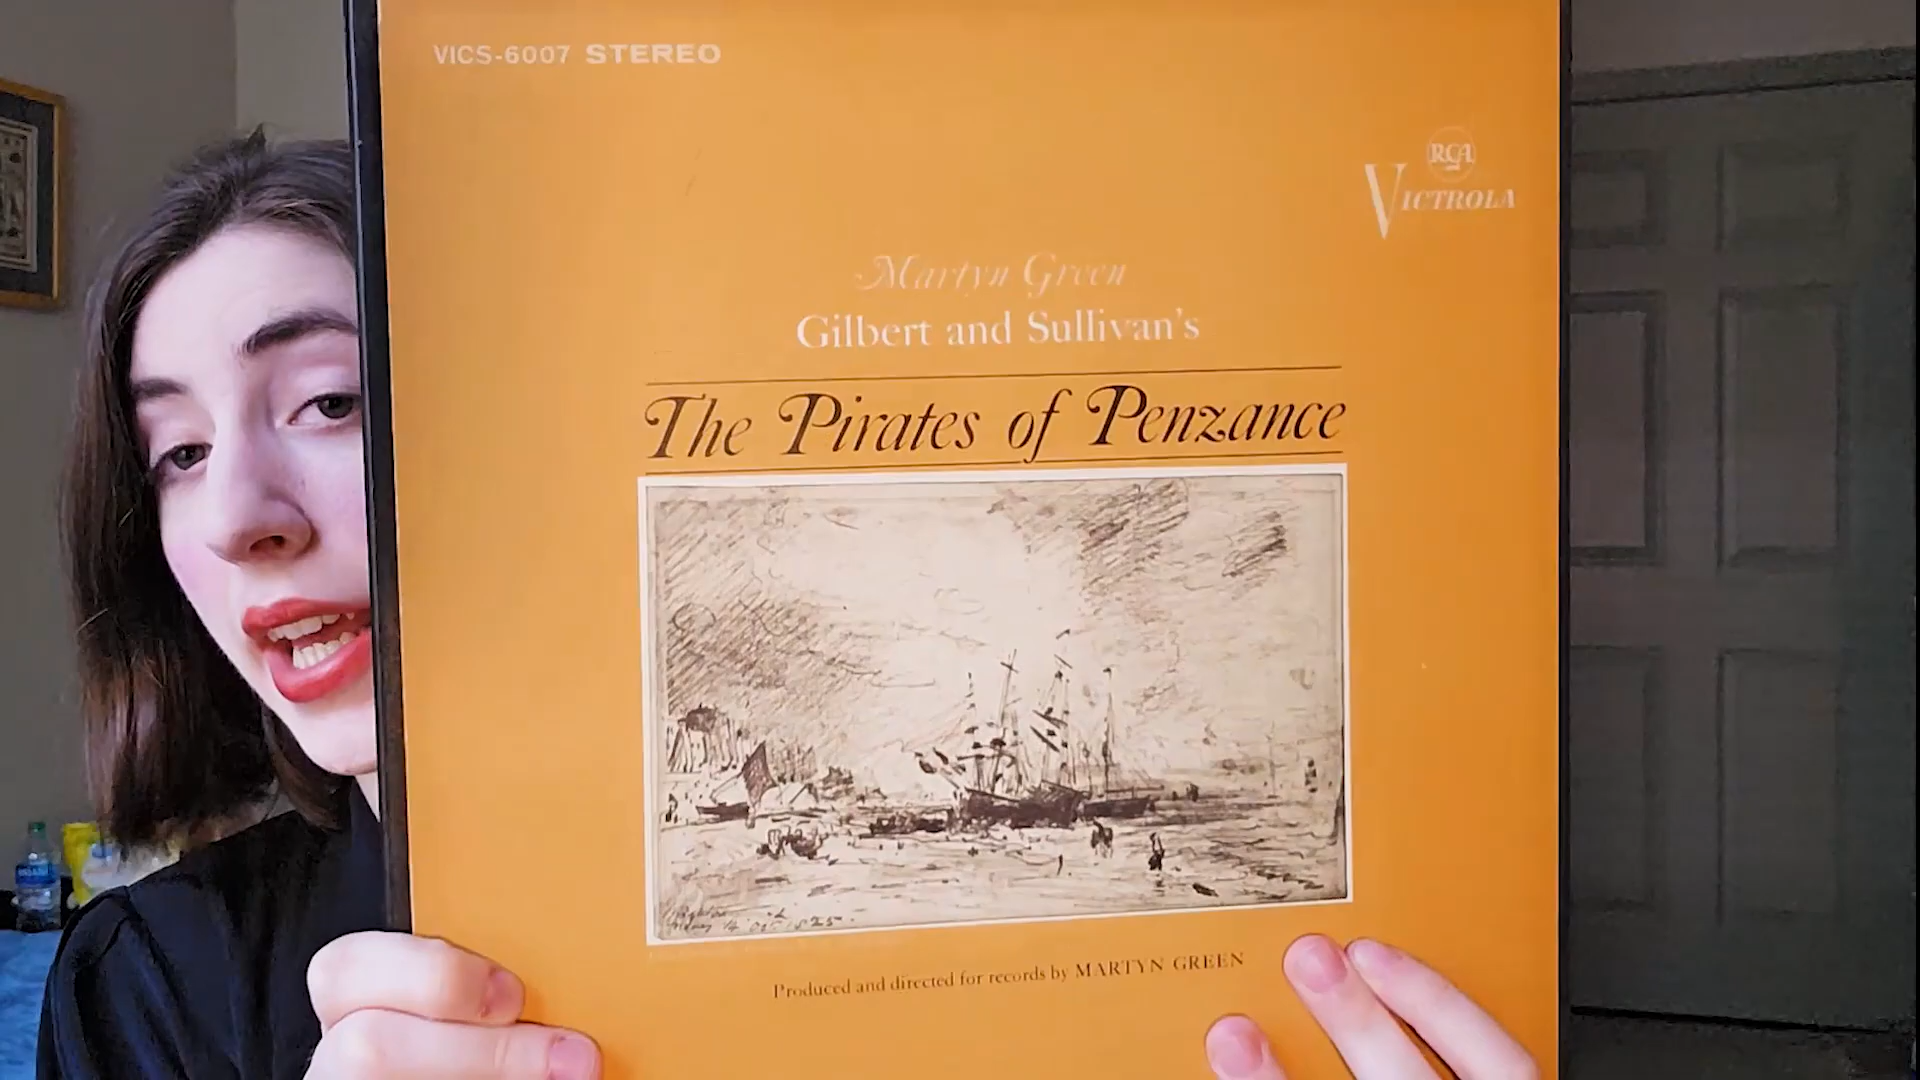 VICS-6007 STEREO
RCA
VICTROLA
Martyn Green
Gilbert and Sullivan's
The Pirates of Penzance
Produced and directed for records by MARTYN GREEN